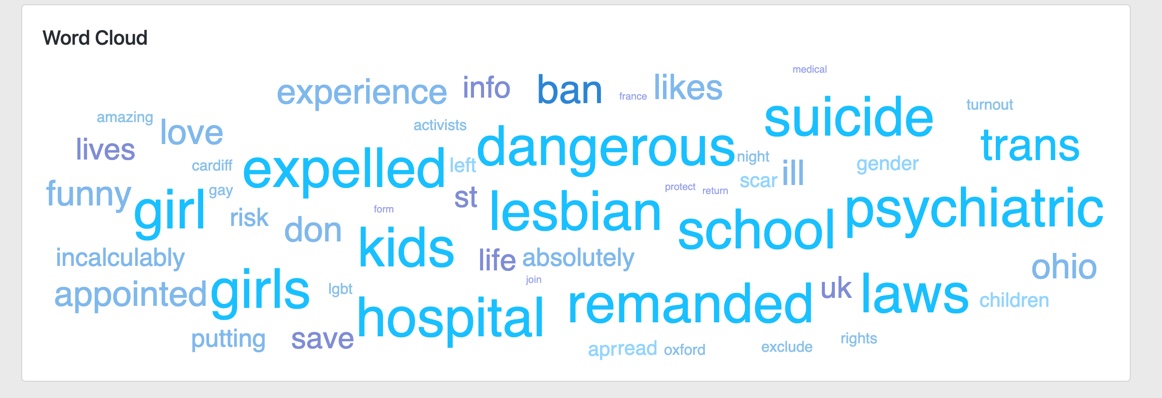 Word Cloud
medical
experience info ban france likes
amazing love activists suicide turnout
lives cardiff expelled left dangerous night trans
funny girl gay scar ill gender
risk don form st lesbian protect return school psychiatric
incalculably kids life absolutely ohio
appointed girls lgbt hospital join remanded uk laws children
putting save aprread oxford exclude rights